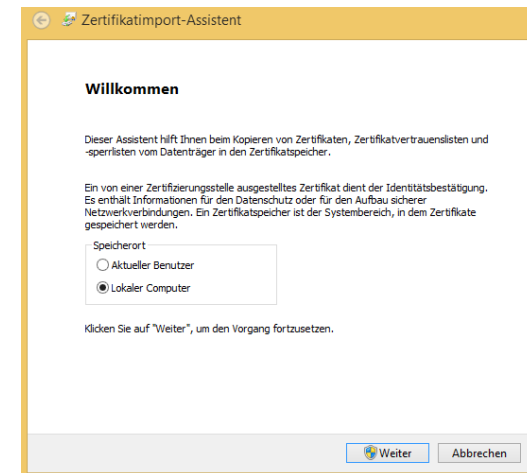 Zertifikatimport-Assistent
Willkommen
Dieser Assistent hilft Ihnen beim Kopieren von Zertifikaten, Zertifikatvertrauenslisten und
-sperrlisten vom Datenträger in den Zertifikatspeicher.
Ein von einer Zertifizierungsstelle ausgestelltes Zertifikat dient der Identitätsbestätigung.
Es enthält Informationen für den Datenschutz oder für den Aufbau sicherer
Netzwerkverbindungen. Ein Zertifikatspeicher ist der Systembereich, in dem Zertifikate
gespeichert werden.
Speicherort
Aktueller Benutzer
Lokaler Computer
Klicken Sie auf "Weiter", um den Vorgang fortzusetzen.
Weiter Abbrechen